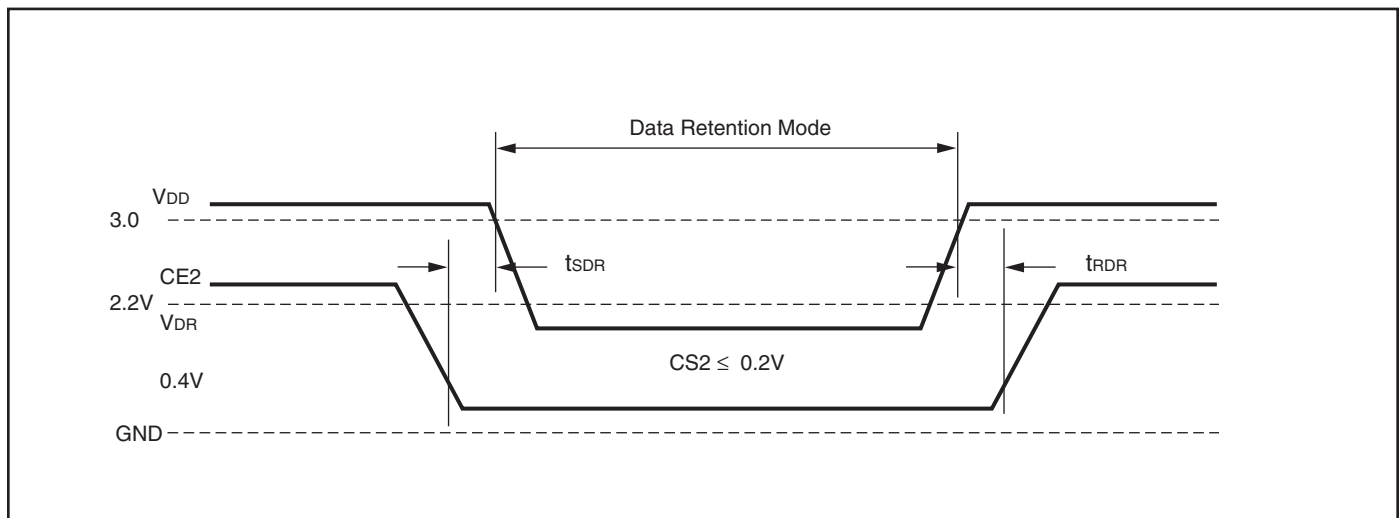 Data Retention Mode
VDD
3.0
tSDR
tRDR
CE2
2.2V
VDR
CS2 ≤ 0.2V
0.4V
GND